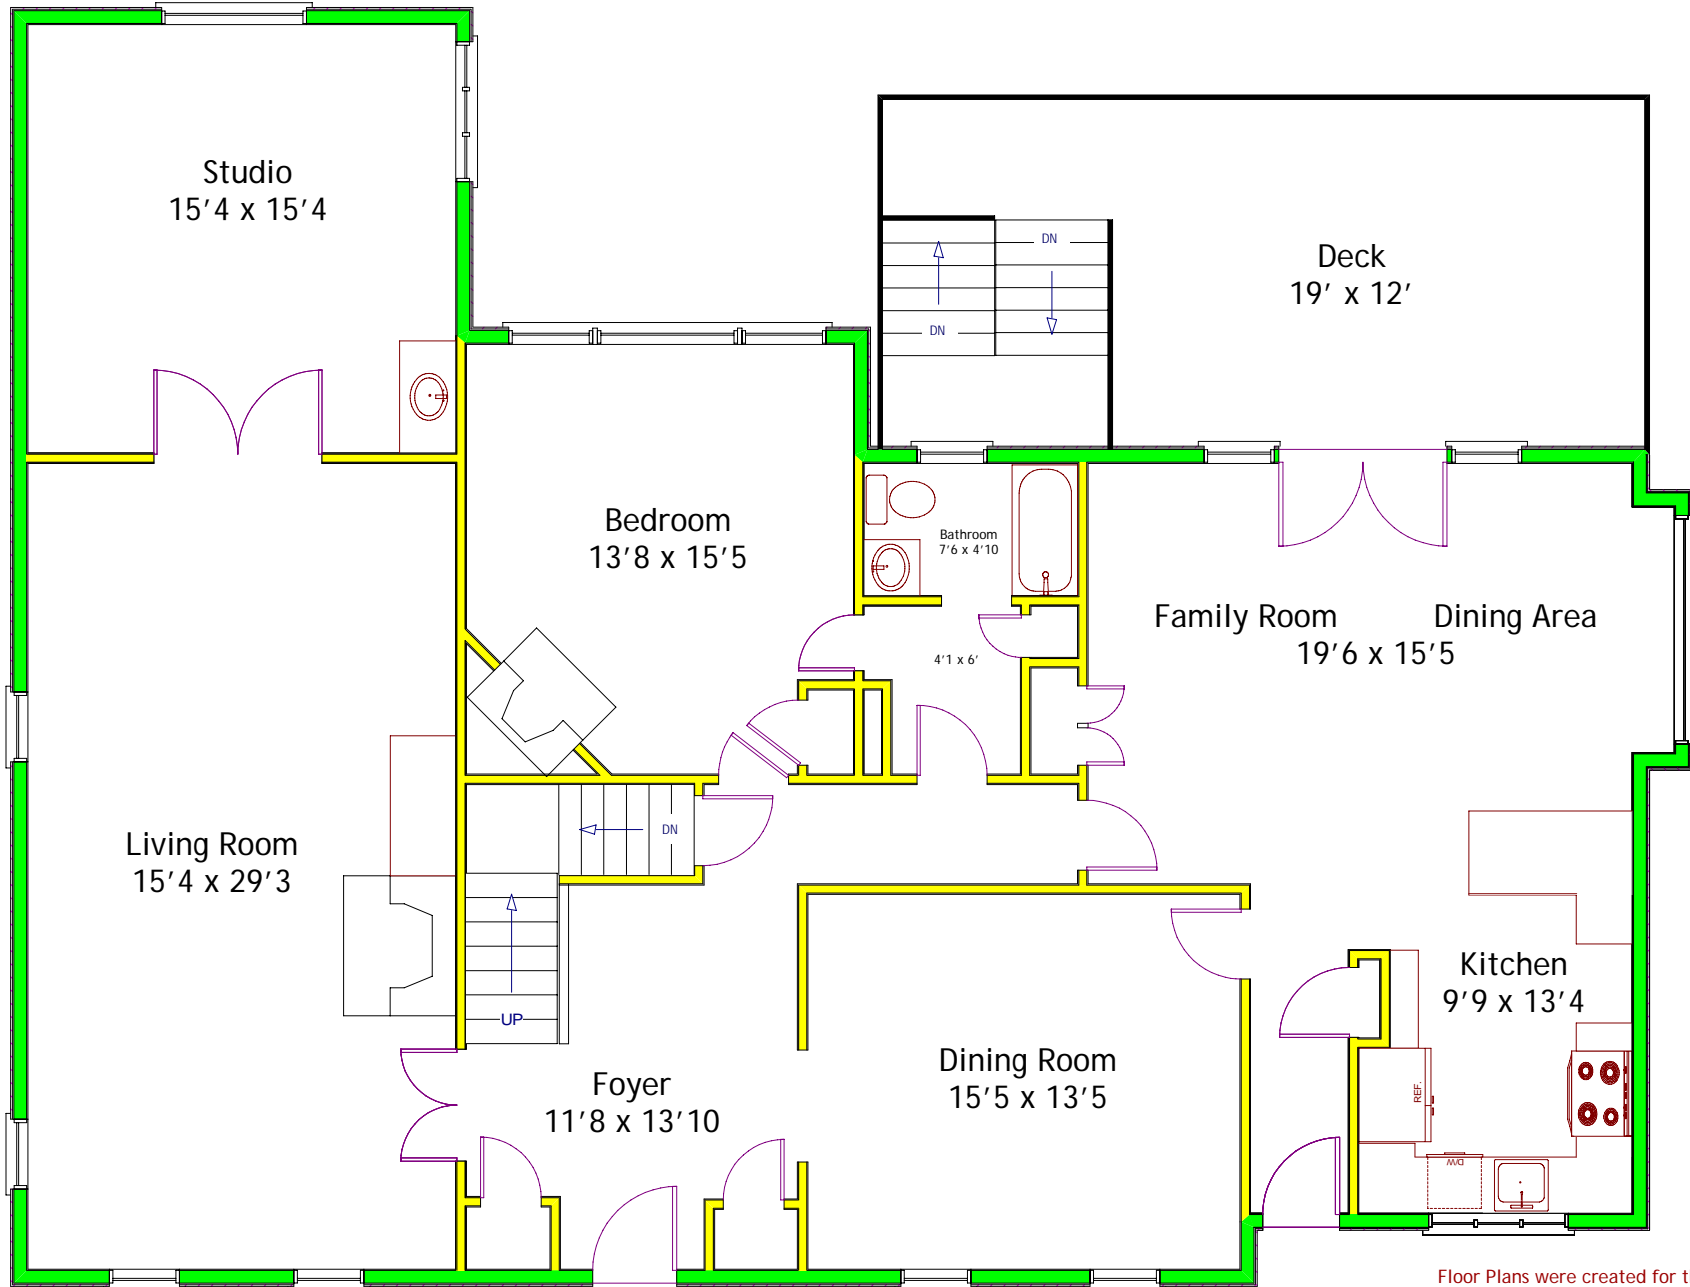 Studio
15'4 x 15'4
DN
DN
Deck
19' x 12'
Bedroom
13'8 x 15'5
Bathroom
7'6 x 4'10
4'1 x 6'
Family Room
Dining Area
19'6 x 15'5
Living Room
15'4 x 29'3
DN
UP
Foyer
11'8 x 13'10
Dining Room
15'5 x 13'5
Kitchen
9'9 x 13'4
REF.
D/W
Floor Plans were created for t